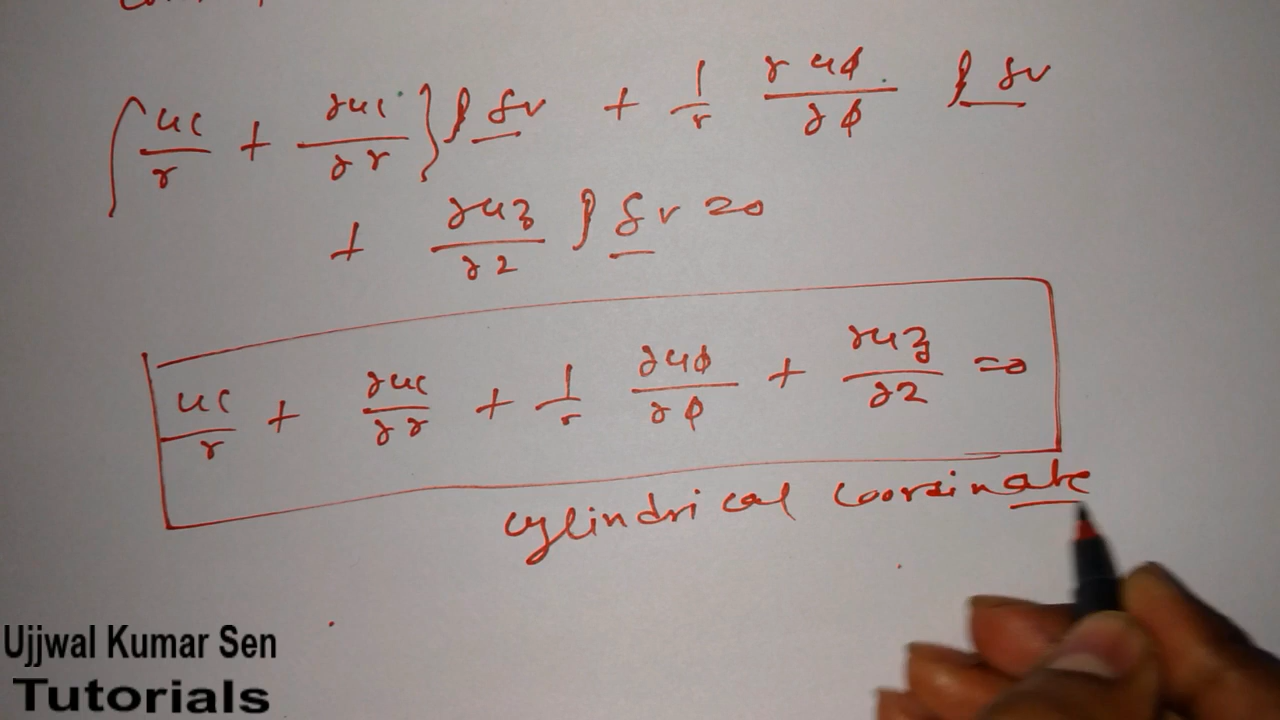 { ur/r + ∂ur/∂r } ρ δv + 1/r ∂uϕ/∂ϕ ρ δv
+ ∂uz/∂z ρ δv = 0
ur/r + ∂ur/∂r + 1/r ∂uϕ/∂ϕ + ∂uz/∂z = 0
cylindrical coordinate
Ujjwal Kumar Sen
Tutorials